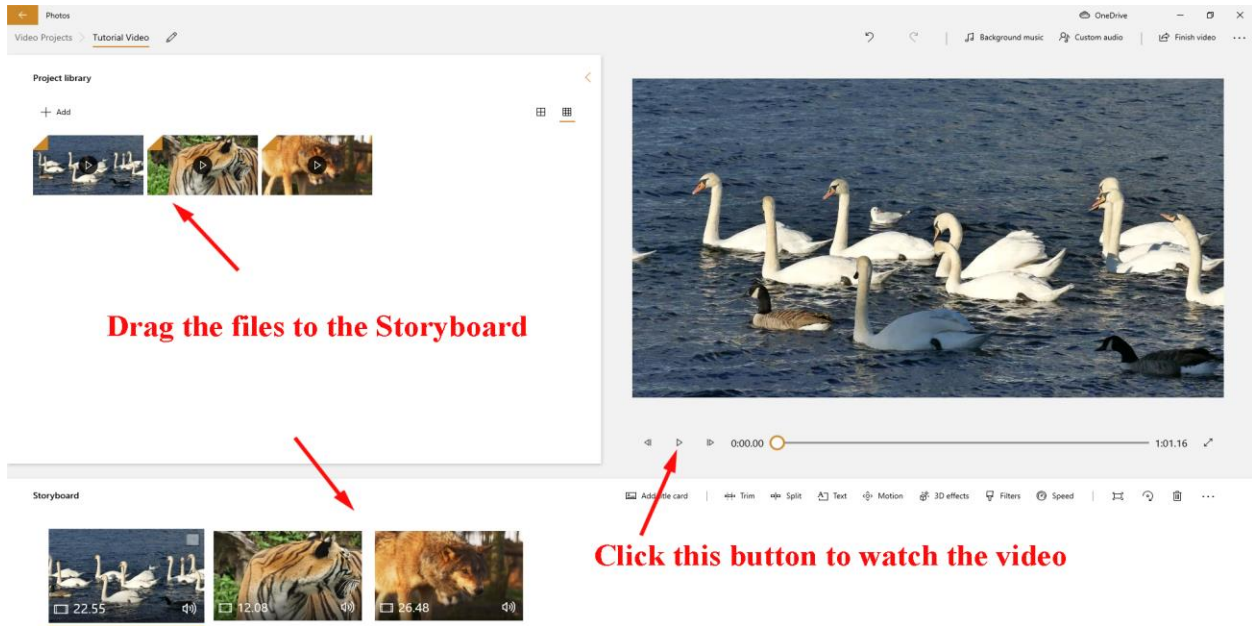 Photos
OneDrive
Video Projects > Tutorial Video
Background music
Custom audio
Finish video
Project library
+ Add
Drag the files to the Storyboard
0:00.00
1:01.16
Storyboard
Add title card
Trim
Split
Text
Motion
3D effects
Filters
Speed
Click this button to watch the video
22.55
12.08
26.48